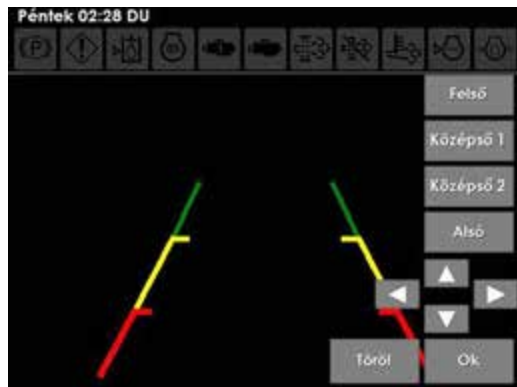 Péntek 02:28 DU
(P)
Felső
Középső 1
Középső 2
Alsó
Töröl
Ok